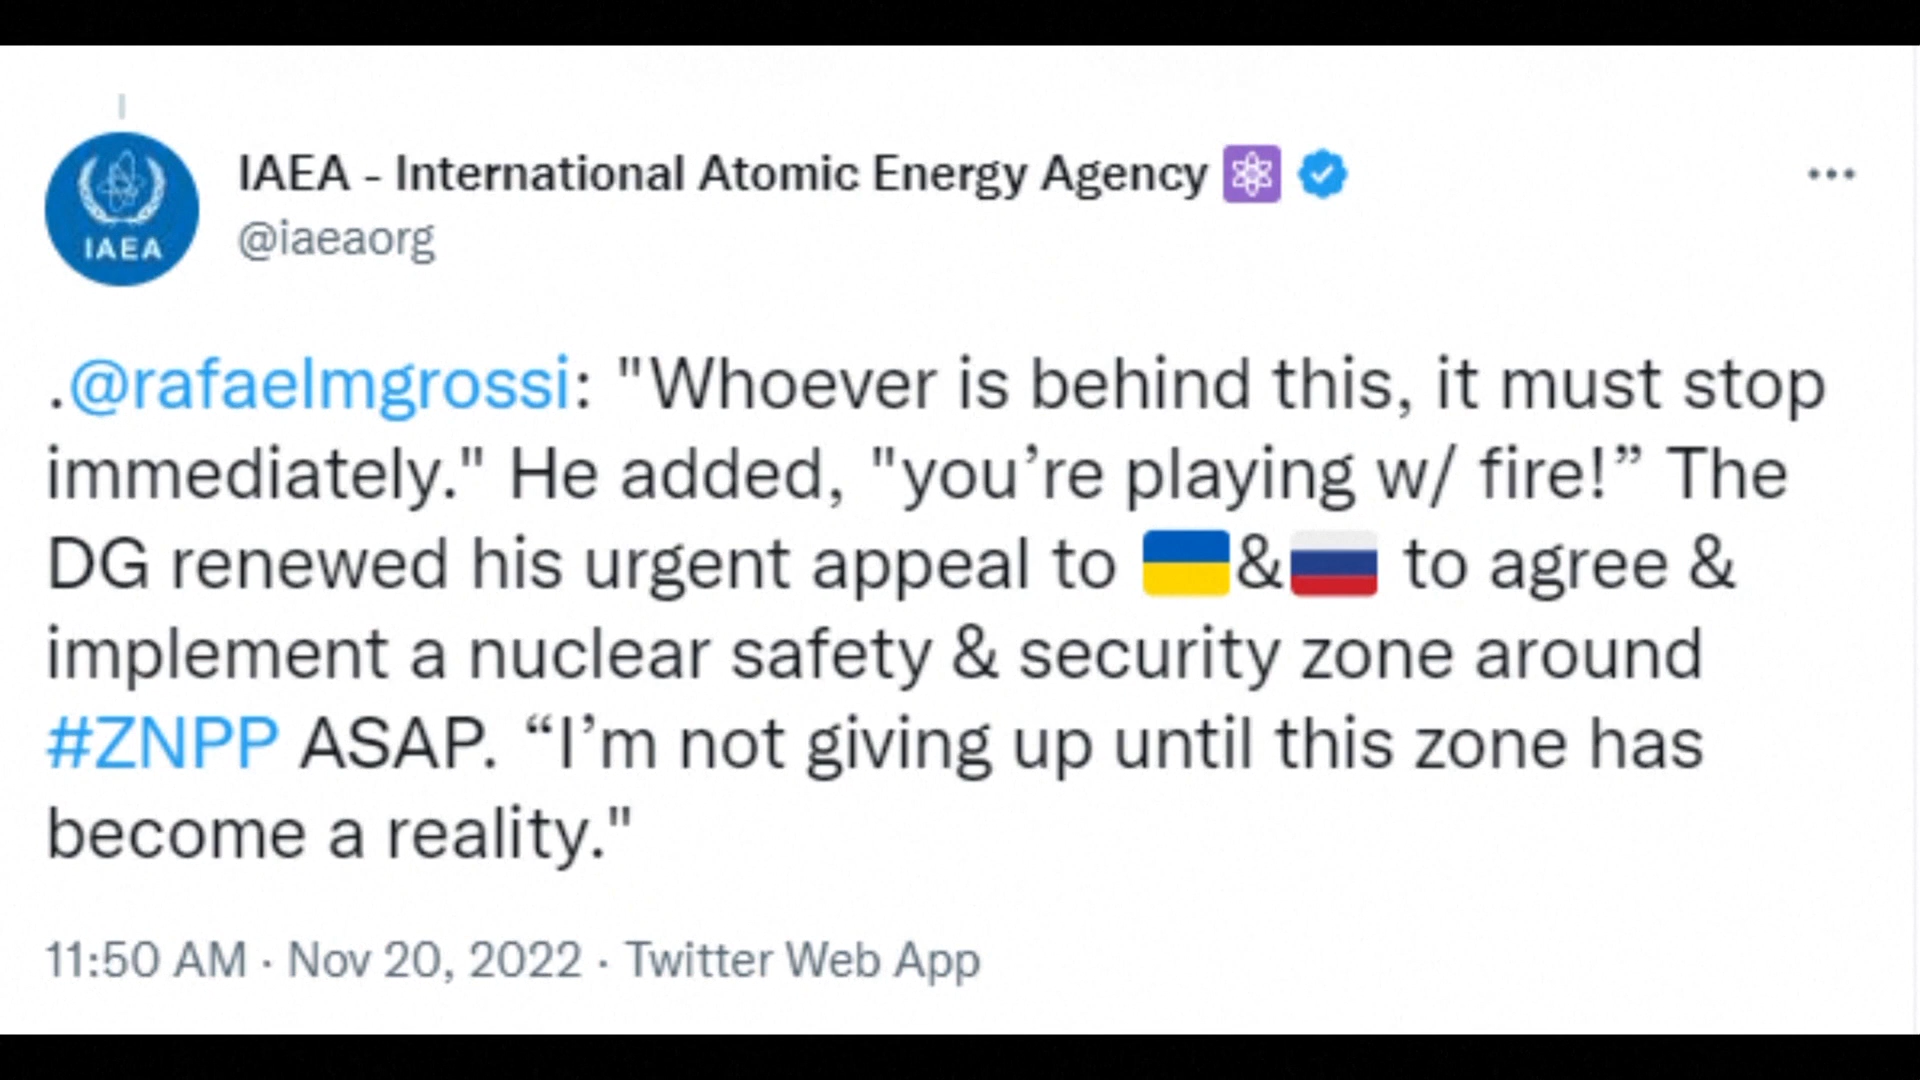 IAEA - International Atomic Energy Agency ⚛️
@iaeaorg
IAEA
.@rafaelmgrossi: "Whoever is behind this, it must stop
immediately." He added, "you’re playing w/ fire!” The
DG renewed his urgent appeal to 🇺🇦&🇷🇺 to agree &
implement a nuclear safety & security zone around
#ZNPP ASAP. “I’m not giving up until this zone has
become a reality."
11:50 AM · Nov 20, 2022 · Twitter Web App